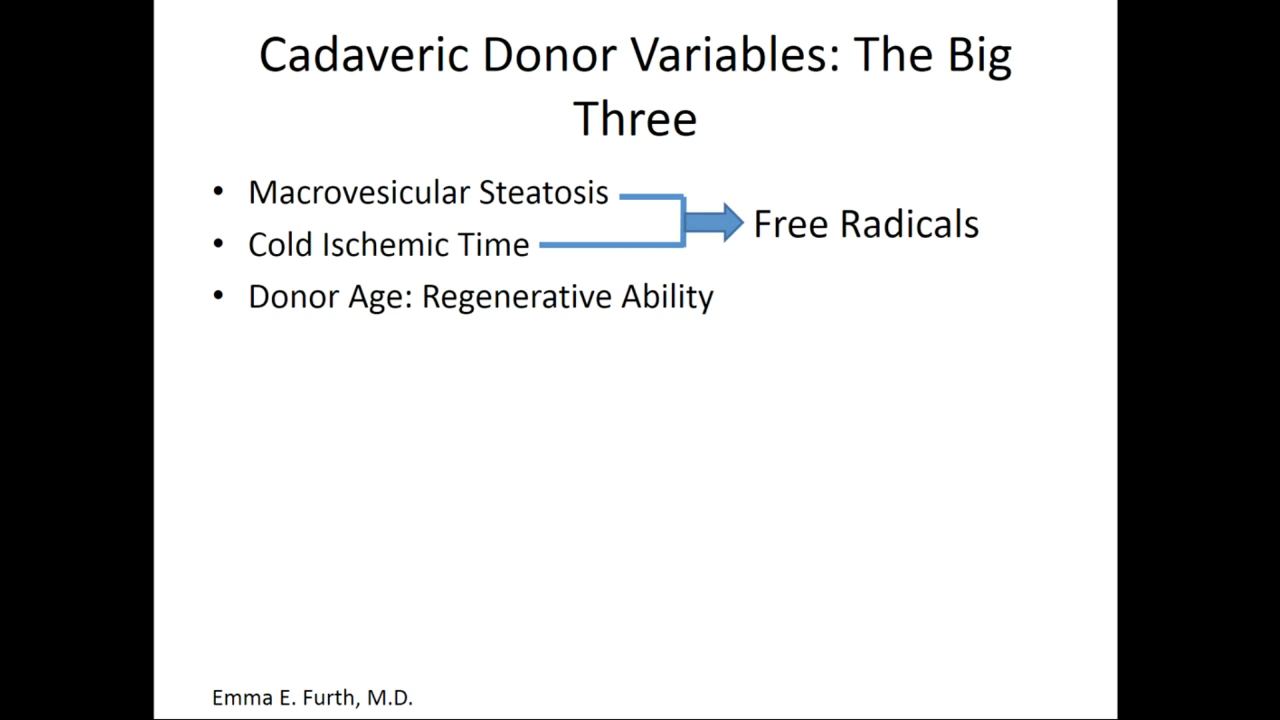 Cadaveric Donor Variables: The Big
Three
• Macrovesicular Steatosis
• Cold Ischemic Time
Free Radicals
• Donor Age: Regenerative Ability
Emma E. Furth, M.D.